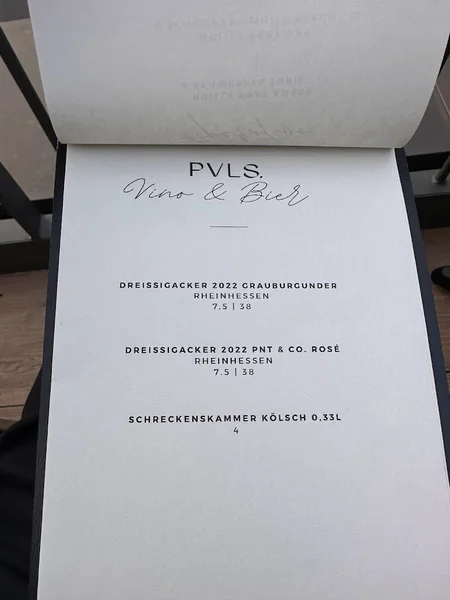 PVLS.
Vino & Bier
DREISSIGACKER 2022 GRAUBURGUNDER
RHEINHESSEN
7,5 | 38
DREISSIGACKER 2022 PNT & CO. ROSÉ
RHEINHESSEN
7.5 | 38
SCHRECKENSKAMMER KÖLSCH 0,33L
4